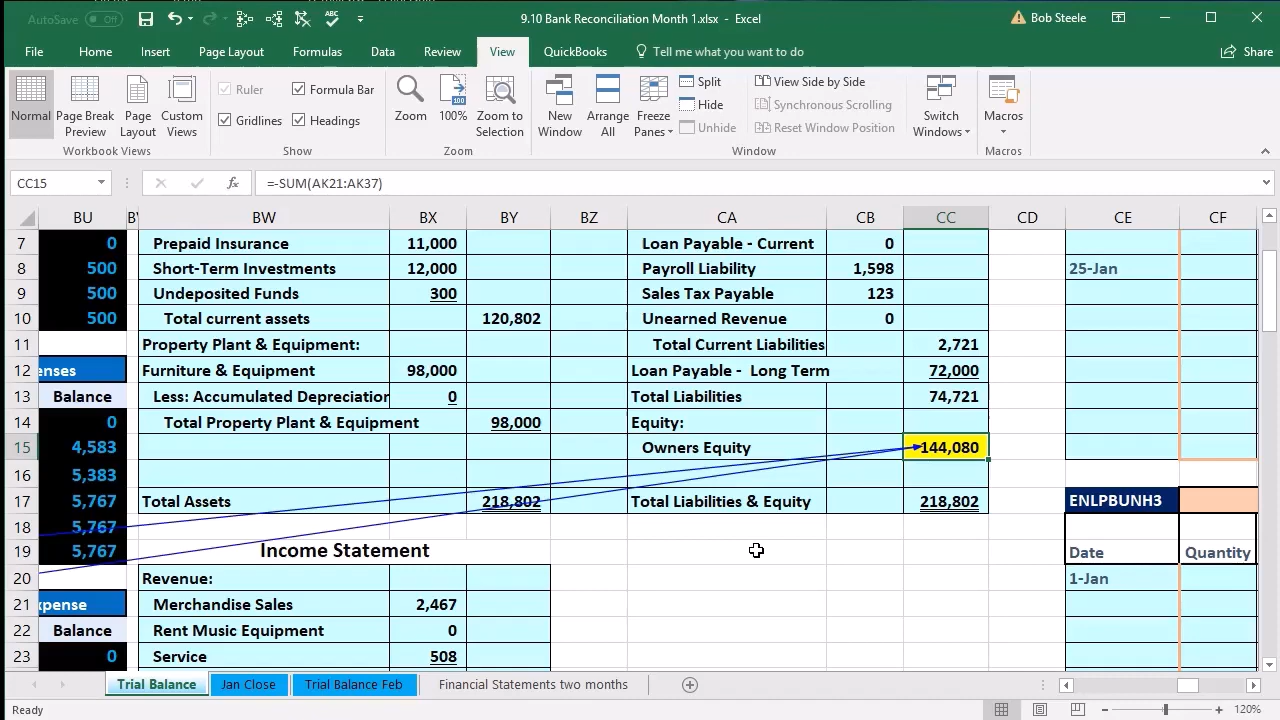 AutoSave Off 9.10 Bank Reconciliation Month 1.xlsx - Excel Bob Steele
File Home Insert Page Layout Formulas Data Review View QuickBooks Tell me what you want to do Share
Normal Page Break Preview Page Layout Custom Views
Ruler Formula Bar
Gridlines Headings
Zoom 100% Zoom to Selection
New Window Arrange All Freeze Panes
Split
Hide
Unhide
View Side by Side
Synchronous Scrolling
Reset Window Position
Switch Windows Macros
Workbook Views Show Zoom Window Macros
CC15 fx =-SUM(AK21:AK37)
BU BV BW BX BY BZ CA CB CC CD CE CF
7 0 Prepaid Insurance 11,000 Loan Payable - Current 0
8 500 Short-Term Investments 12,000 Payroll Liability 1,598 25-Jan
9 500 Undeposited Funds 300 Sales Tax Payable 123
10 500 Total current assets 120,802 Unearned Revenue 0
11 Property Plant & Equipment: Total Current Liabilities 2,721
12 enses Furniture & Equipment 98,000 Loan Payable - Long Term 72,000
13 Balance Less: Accumulated Depreciation 0 Total Liabilities 74,721
14 0 Total Property Plant & Equipment 98,000 Equity:
15 4,583 Owners Equity 144,080
16 5,383
17 5,767 Total Assets 218,802 Total Liabilities & Equity 218,802 ENLPBUNH3
18 5,767
19 5,767 Income Statement Date Quantity
20 Revenue: 1-Jan
21 xpense Merchandise Sales 2,467
22 Balance Rent Music Equipment 0
23 0 Service 508
Trial Balance Jan Close Trial Balance Feb Financial Statements two months
Ready 120%